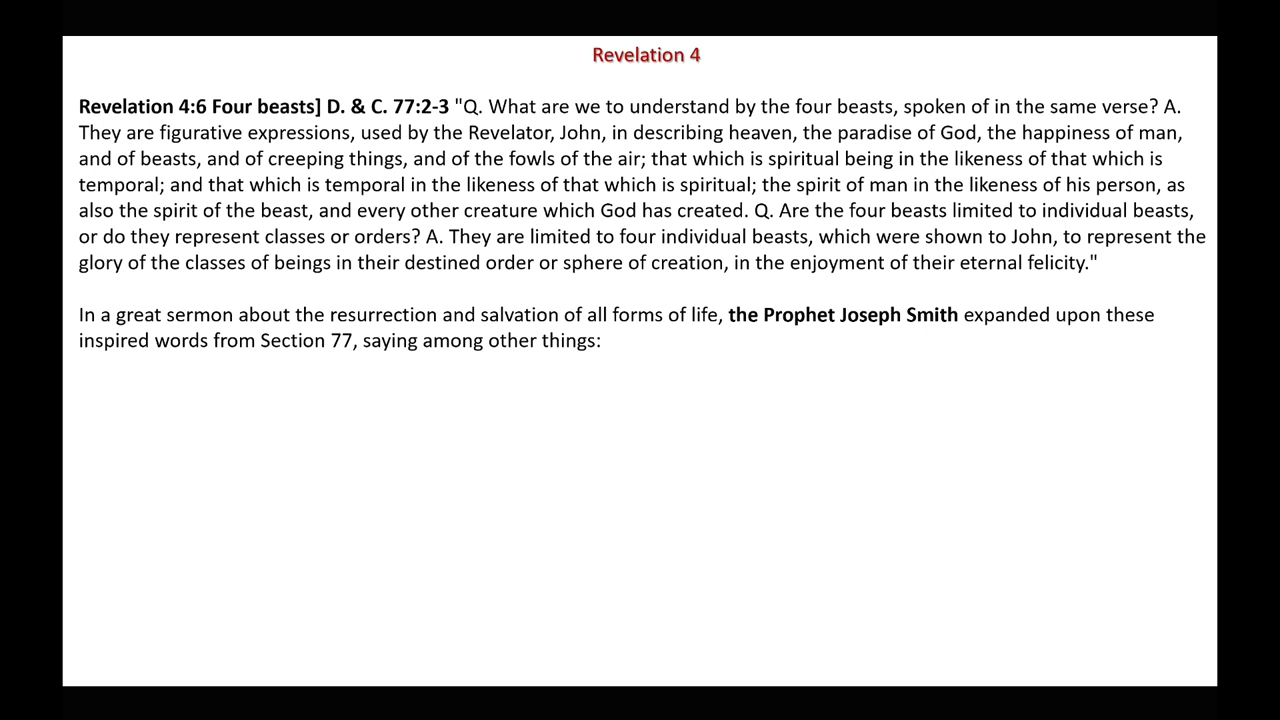 Revelation 4
Revelation 4:6 Four beasts] D. & C. 77:2-3 "Q. What are we to understand by the four beasts, spoken of in the same verse? A.
They are figurative expressions, used by the Revelator, John, in describing heaven, the paradise of God, the happiness of man,
and of beasts, and of creeping things, and of the fowls of the air; that which is spiritual being in the likeness of that which is
temporal; and that which is temporal in the likeness of that which is spiritual; the spirit of man in the likeness of his person, as
also the spirit of the beast, and every other creature which God has created. Q. Are the four beasts limited to individual beasts,
or do they represent classes or orders? A. They are limited to four individual beasts, which were shown to John, to represent the
glory of the classes of beings in their destined order or sphere of creation, in the enjoyment of their eternal felicity."
In a great sermon about the resurrection and salvation of all forms of life, the Prophet Joseph Smith expanded upon these
inspired words from Section 77, saying among other things: